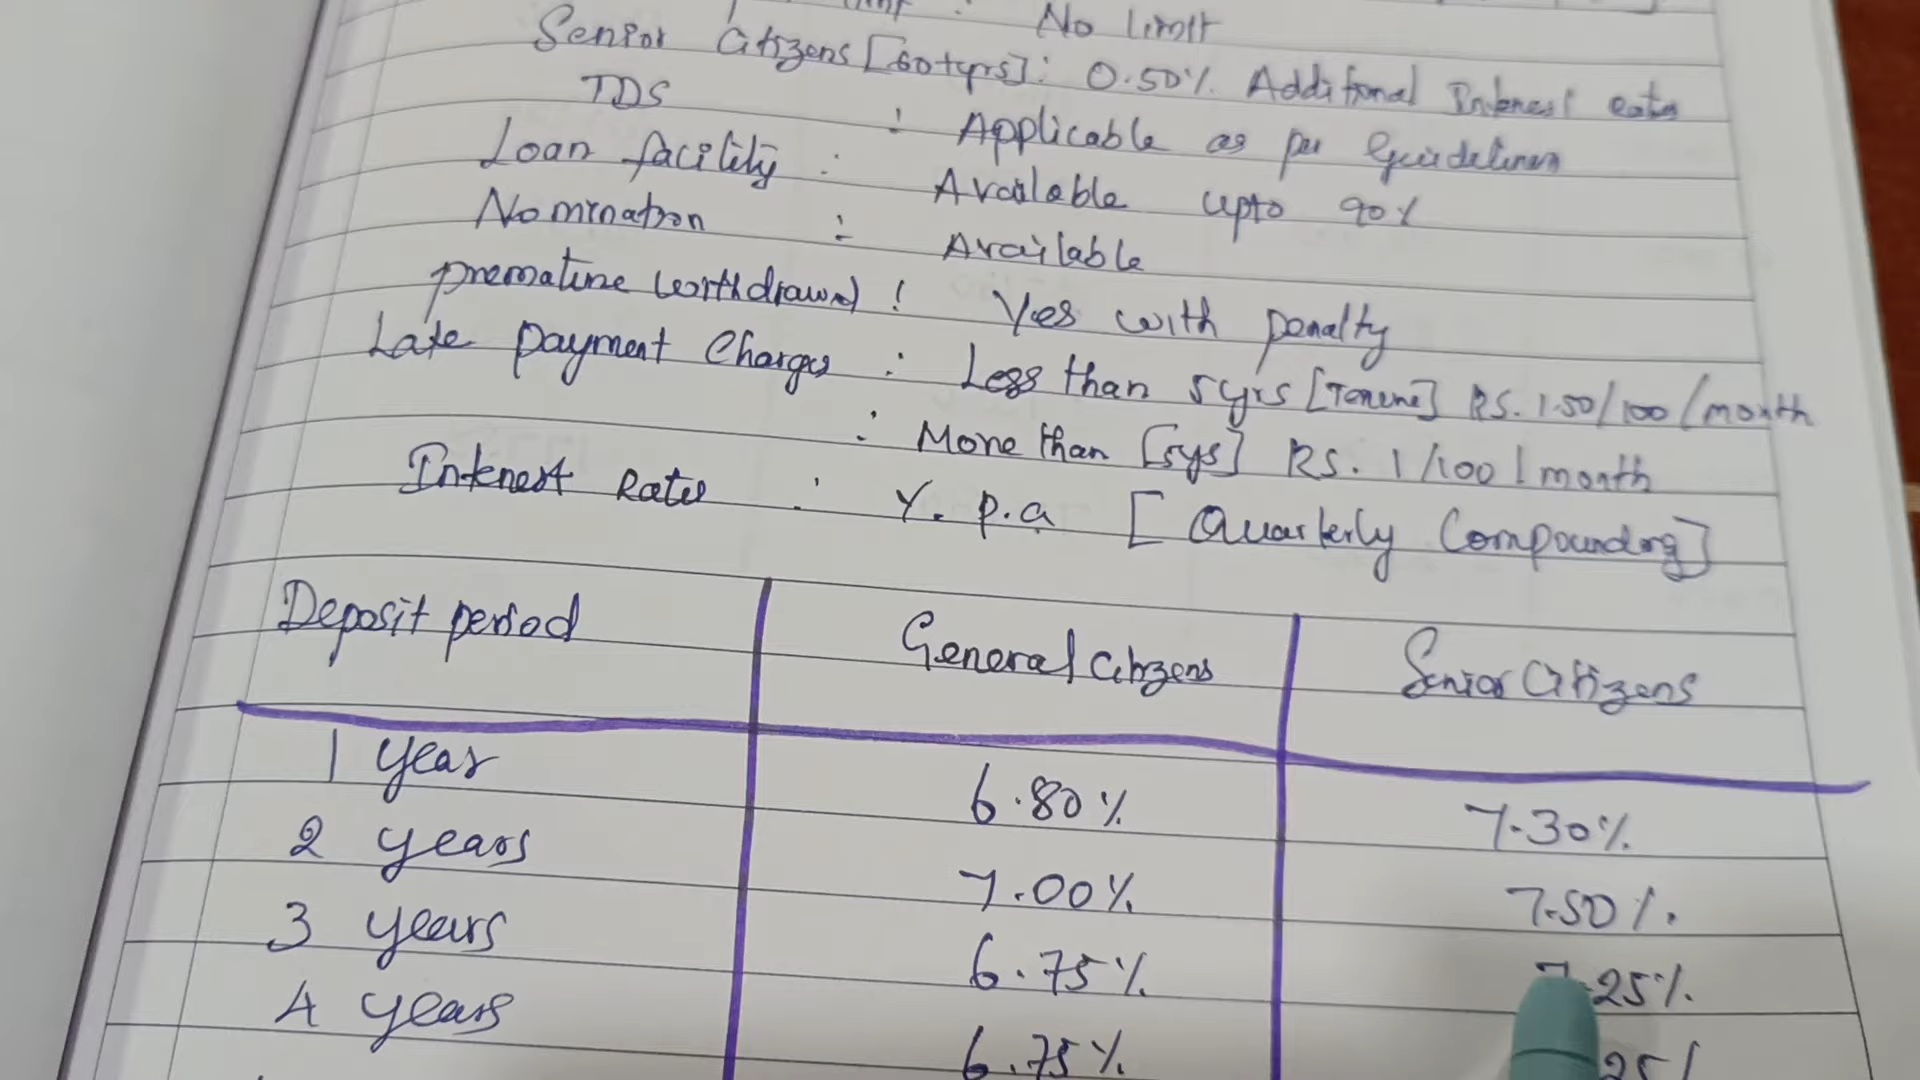 No limit
Senior Citizens [60+yrs] : 0.50% Additional Interest rate
TDS : Applicable as per Guidelines
Loan facility : Available upto 90%
Nomination : Available
premature withdrawal : Yes with penalty
Late payment Charges : Less than 5yrs [Tenure] RS. 1.50/100/month
: More than [5ys] RS. 1/100/month
Interest Rates : %. p.a [Quarterly Compounding]
Deposit period General Citizens Senior Citizens
1 year 6.80% 7.30%
2 years 7.00% 7.50%
3 years 6.75% 7.25%
4 years 6.75%